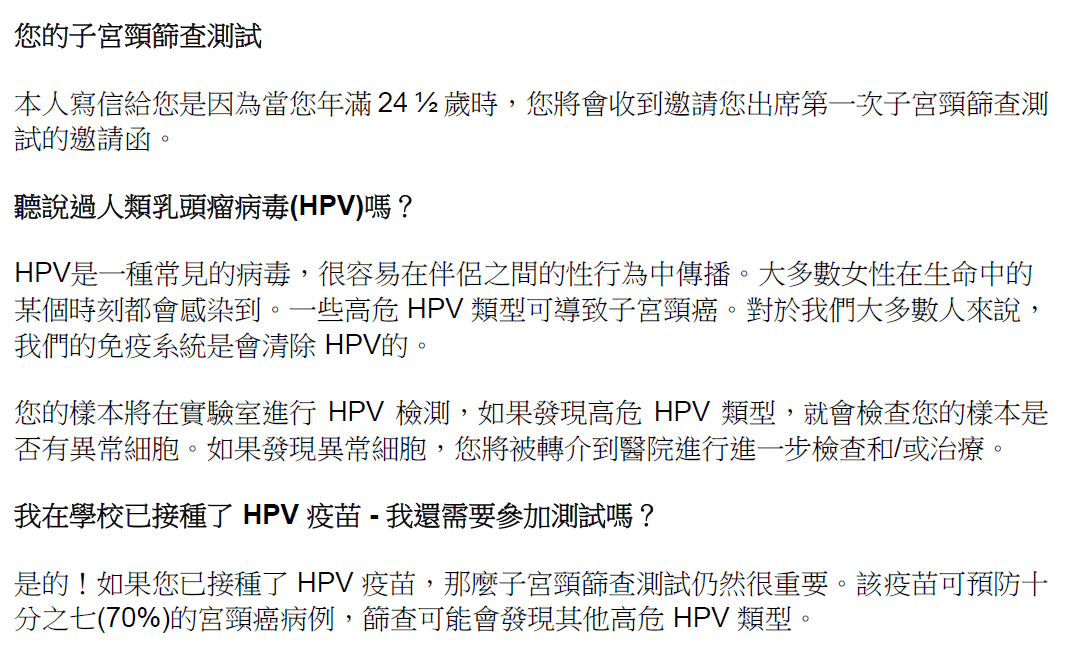 您的子宮頸篩查測試
本人寫信給您是因為當您年滿 24 ½ 歲時，您將會收到邀請您出席第一次子宮頸篩查測
試的邀請函。
聽說過人類乳頭瘤病毒(HPV)嗎？
HPV是一種常見的病毒，很容易在伴侶之間的性行為中傳播。大多數女性在生命中的
某個時刻都會感染到。一些高危 HPV 類型可導致子宮頸癌。對於我們大多數人來說，
我們的免疫系統是會清除 HPV的。
您的樣本將在實驗室進行 HPV 檢測，如果發現高危 HPV 類型，就會檢查您的樣本是
否有異常細胞。如果發現異常細胞，您將被轉介到醫院進行進一步檢查和/或治療。
我在學校已接種了 HPV 疫苗 - 我還需要參加測試嗎？
是的！如果您已接種了 HPV 疫苗，那麼子宮頸篩查測試仍然很重要。該疫苗可預防十
分之七(70%)的宮頸癌病例，篩查可能會發現其他高危 HPV 類型。